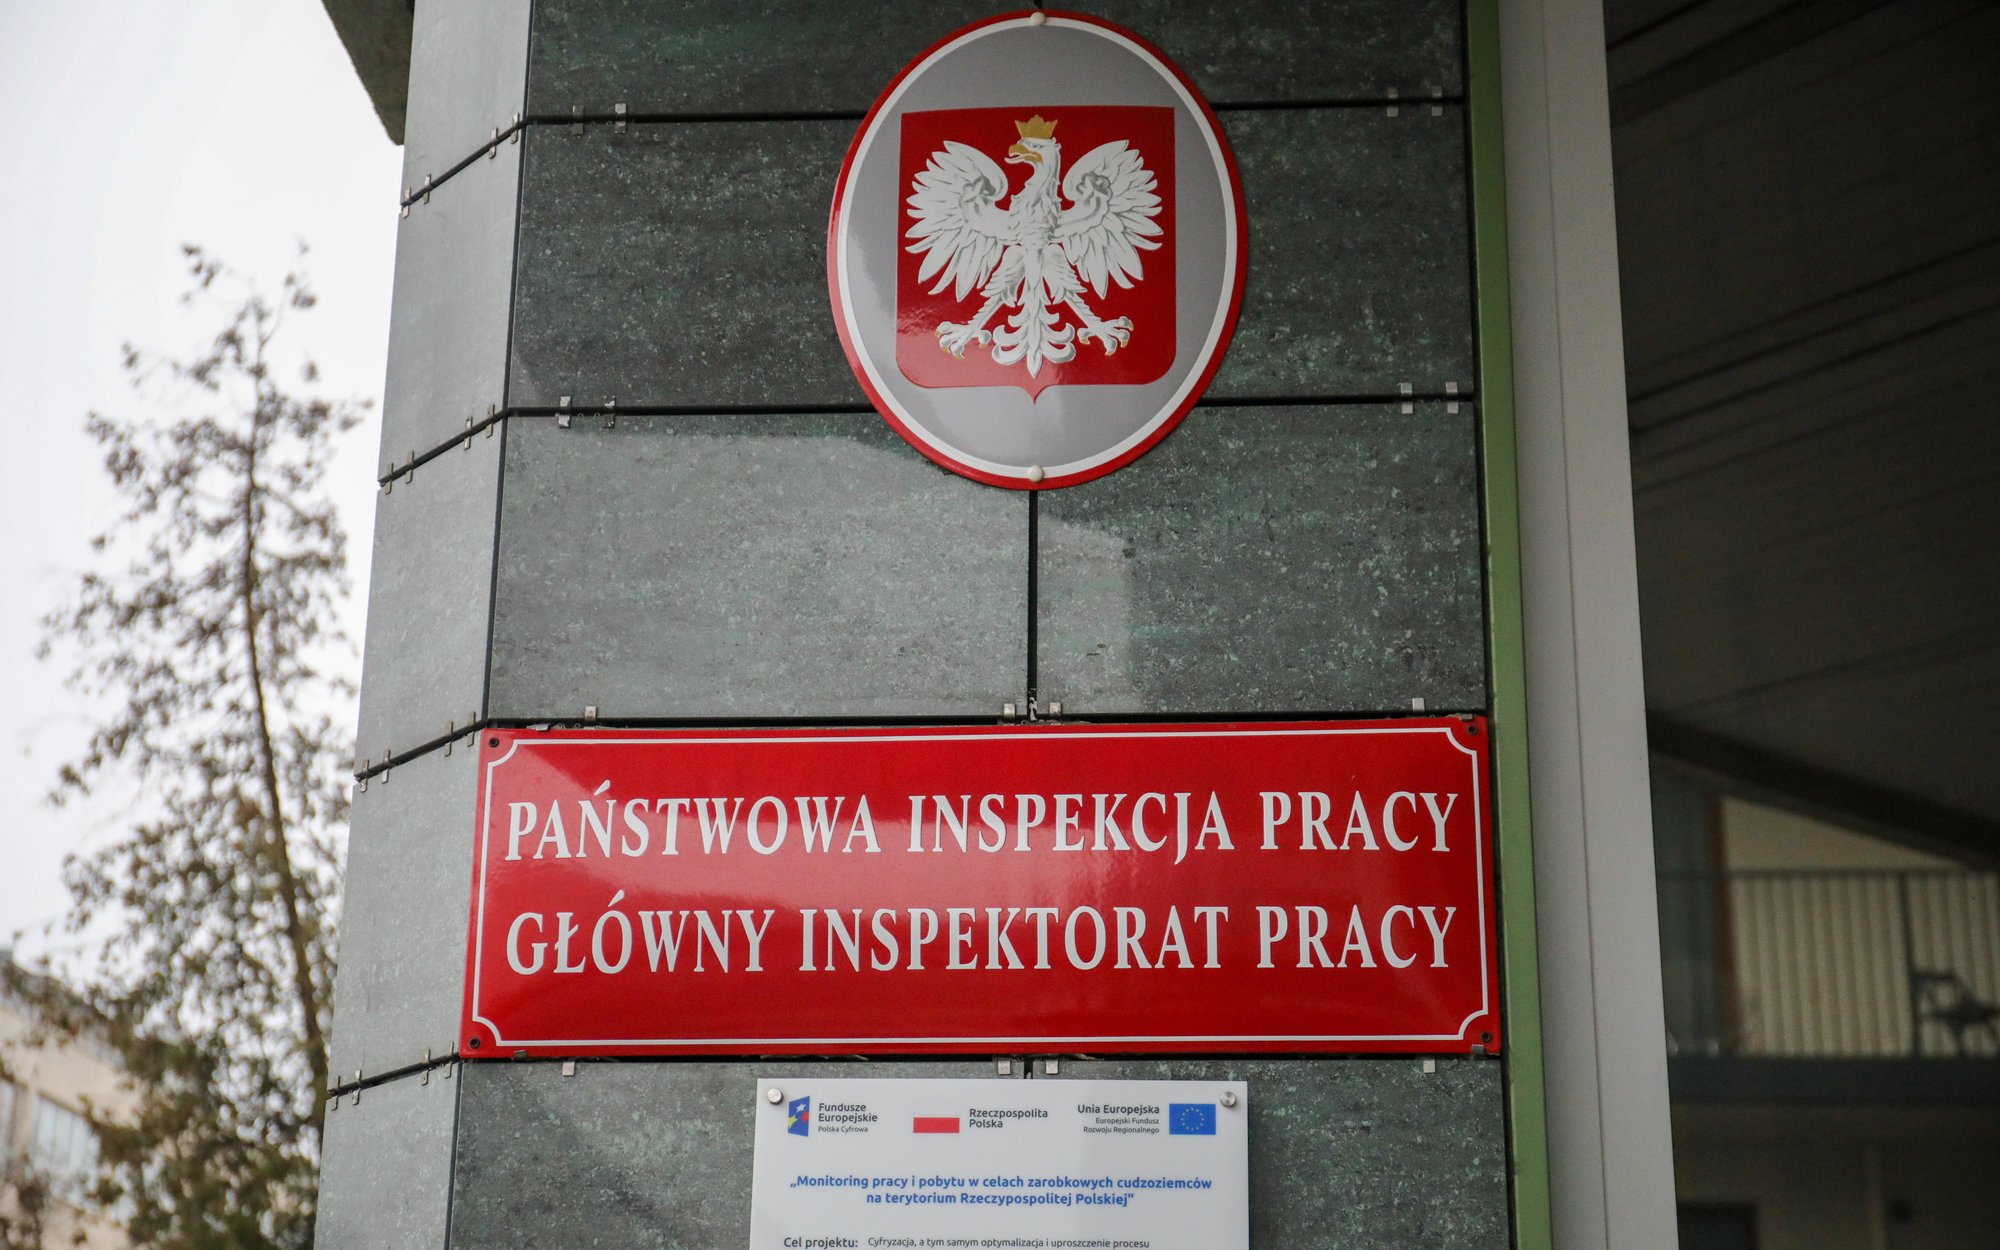 PAŃSTWOWA INSPEKCJA PRACY
GŁÓWNY INSPEKTORAT PRACY
Fundusze
Europejskie
Polska Cyfrowa
Rzeczpospolita
Polska
Unia Europejska
Europejski Fundusz
Rozwoju Regionalnego
„Monitoring pracy i pobytu w celach zarobkowych cudzoziemców
na terytorium Rzeczypospolitej Polskiej"
Cel projektu: Cyfryzacja, a tym samym optymalizacja i uproszczenie procesu